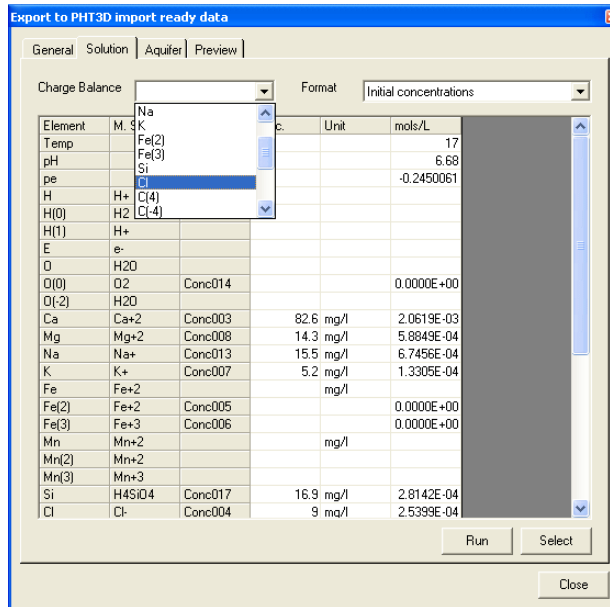 Export to PHT3D import ready data
General Solution Aquifer Preview
Charge Balance Format Initial concentrations
Na
K
Fe(2)
Fe(3)
Si
Cl
C(4)
C(-4)
Element M. S c. Unit mols/L
Temp 17
pH 6.68
pe -0.2450061
H H+
H(0) H2
H(1) H+
E e-
O H2O
O(0) O2 Conc014 0.0000E+00
O(-2) H2O
Ca Ca+2 Conc003 82.6 mg/l 2.0619E-03
Mg Mg+2 Conc008 14.3 mg/l 5.8849E-04
Na Na+ Conc013 15.5 mg/l 6.7456E-04
K K+ Conc007 5.2 mg/l 1.3305E-04
Fe Fe+2 mg/l
Fe(2) Fe+2 Conc005 0.0000E+00
Fe(3) Fe+3 Conc006 0.0000E+00
Mn Mn+2 mg/l
Mn(2) Mn+2
Mn(3) Mn+3
Si H4SiO4 Conc017 16.9 mg/l 2.8142E-04
Cl Cl- Conc004 9 mg/l 2.5399E-04
Run Select
Close